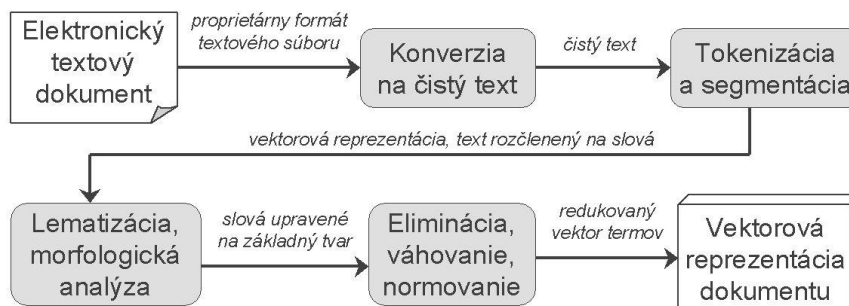 Elektronický
textový
dokument
proprietárny formát
textového súboru
Konverzia
na čistý text
čistý text
Tokenizácia
a segmentácia
vektorová reprezentácia, text rozčlenený na slová
Lematizácia,
morfologická
analýza
slová upravené
na základný tvar
Eliminácia,
váhovanie,
normovanie
redukovaný
vektor termov
Vektorová
reprezentácia
dokumentu